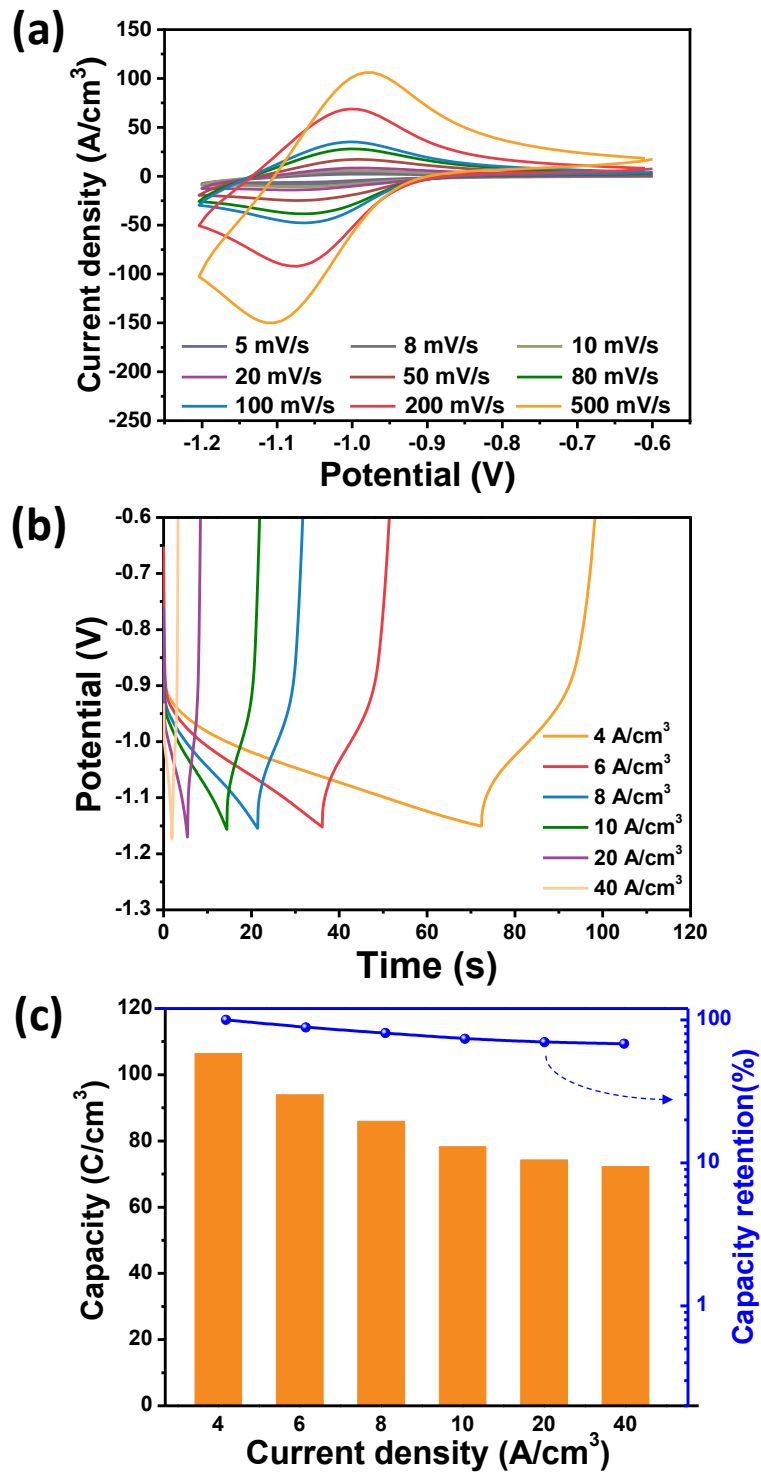 (a)
150
100
50
0
-50
-100
-150
-200
-250
Current density (A/cm³)
5 mV/s 8 mV/s 10 mV/s
20 mV/s 50 mV/s 80 mV/s
100 mV/s 200 mV/s 500 mV/s
-1.2 -1.1 -1.0 -0.9 -0.8 -0.7 -0.6
Potential (V)
(b)
-0.6
-0.7
-0.8
-0.9
-1.0
-1.1
-1.2
-1.3
Potential (V)
4 A/cm³
6 A/cm³
8 A/cm³
10 A/cm³
20 A/cm³
40 A/cm³
0 20 40 60 80 100 120
Time (s)
(c)
120
100
80
60
40
20
0
Capacity (C/cm³)
100
10
1
Capacity retention(%)
4 6 8 10 20 40
Current density (A/cm³)